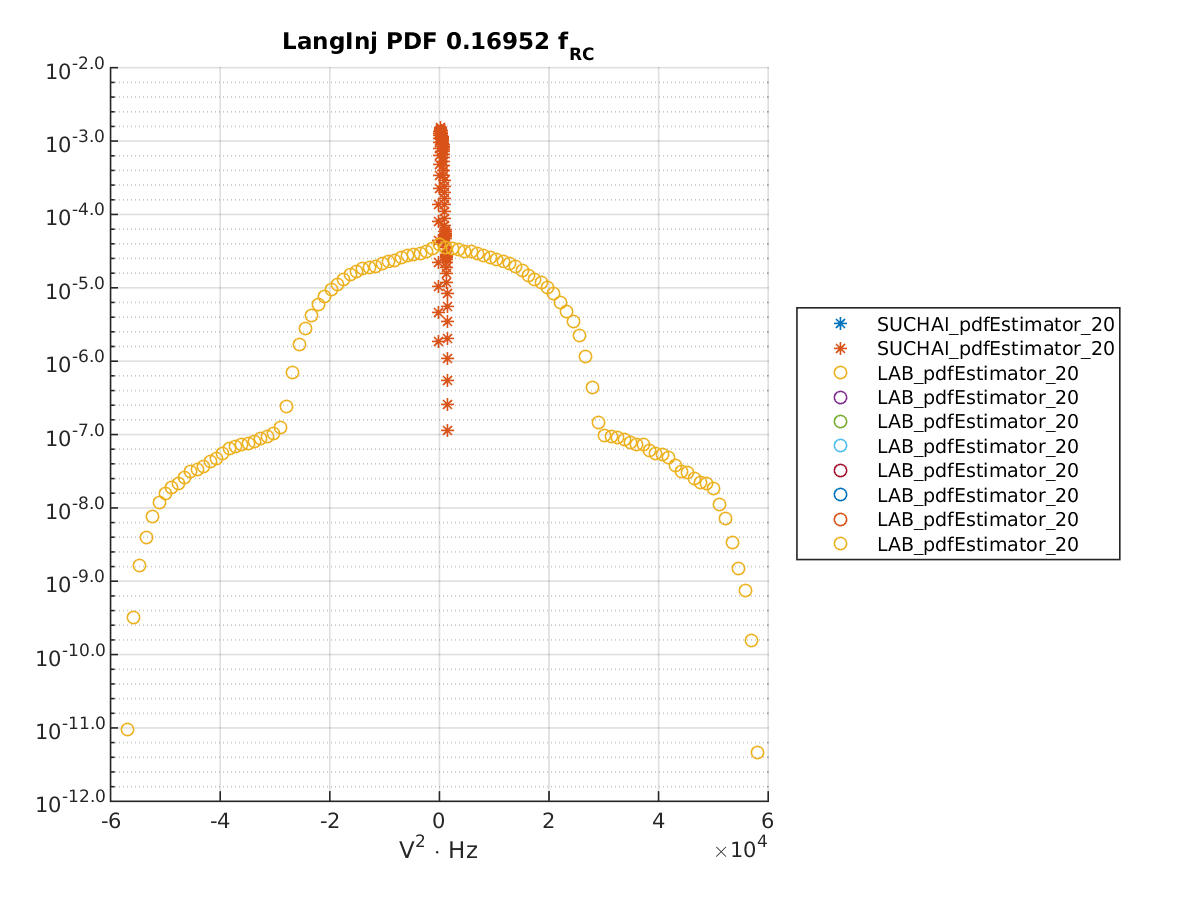 LangInj PDF 0.16952 f_RC
10^-2.0
10^-3.0
10^-4.0
10^-5.0
10^-6.0
10^-7.0
10^-8.0
10^-9.0
10^-10.0
10^-11.0
10^-12.0
-6 -4 -2 0 2 4 6
V^2 · Hz
×10^4
SUCHAI_pdfEstimator_20
SUCHAI_pdfEstimator_20
LAB_pdfEstimator_20
LAB_pdfEstimator_20
LAB_pdfEstimator_20
LAB_pdfEstimator_20
LAB_pdfEstimator_20
LAB_pdfEstimator_20
LAB_pdfEstimator_20
LAB_pdfEstimator_20